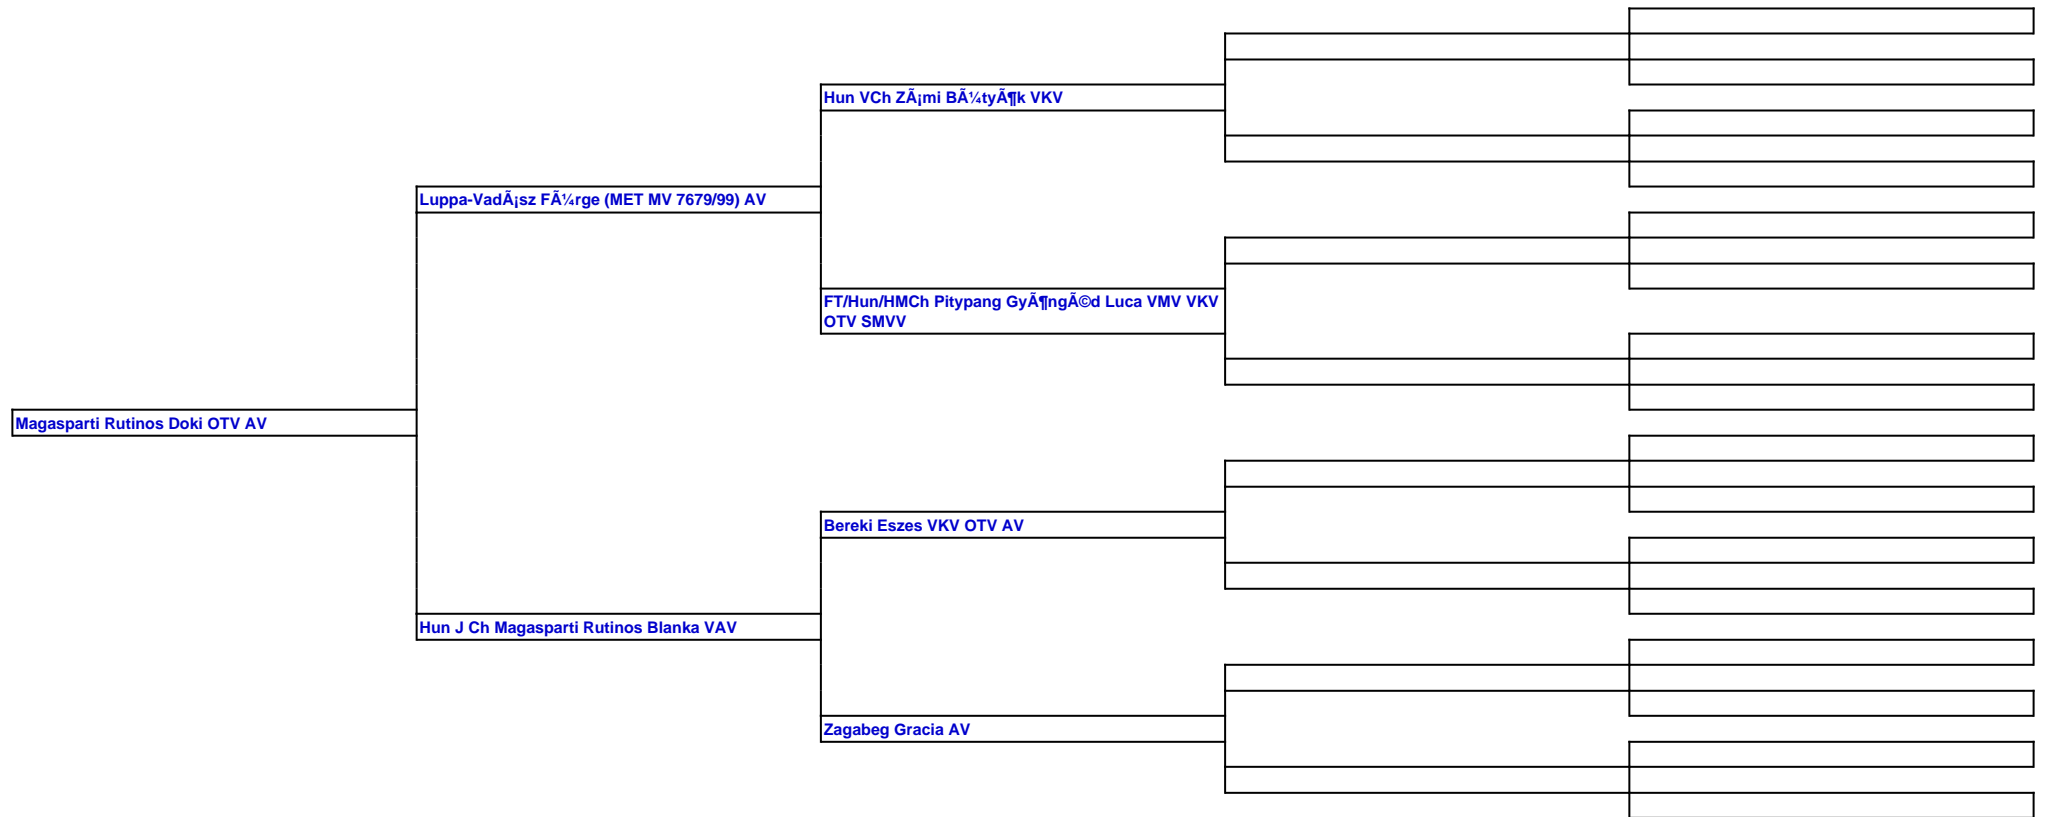 Hun VCh ZÃ¡mi BÃ¼tyÃ¶k VKV
Luppa-VadÃ¡sz FÃ¼rge (MET MV 7679/99) AV
FT/Hun/HMCh Pitypang GyÃ¶ngÃ©d Luca VMV VKV
OTV SMVV
Magasparti Rutinos Doki OTV AV
Bereki Eszes VKV OTV AV
Hun J Ch Magasparti Rutinos Blanka VAV
Zagabeg Gracia AV